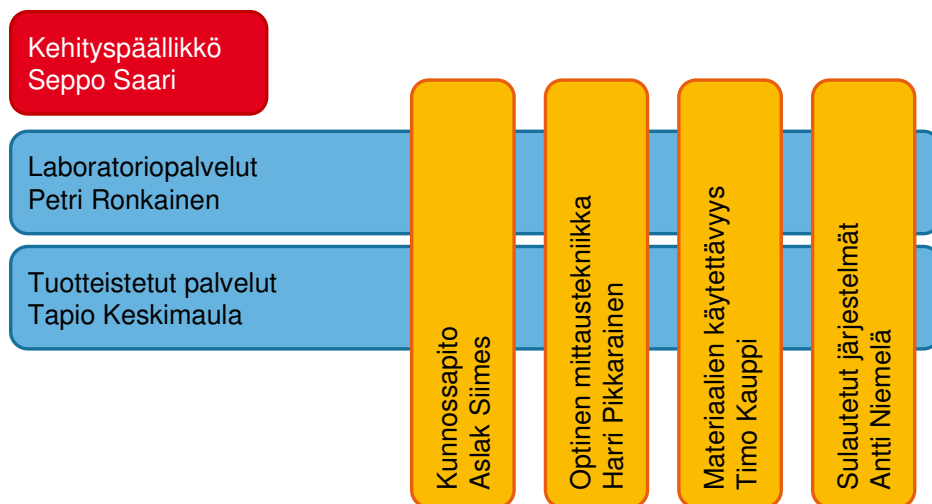 Kehityspäällikkö
Seppo Saari
Laboratoriopalvelut
Petri Ronkainen
Tuotteistetut palvelut
Tapio Keskimaula
Kunnossapito
Aslak Siimes
Optinen mittaustekniikka
Harri Pikkarainen
Materiaalien käytettävyys
Timo Kauppi
Sulautetut järjestelmät
Antti Niemelä